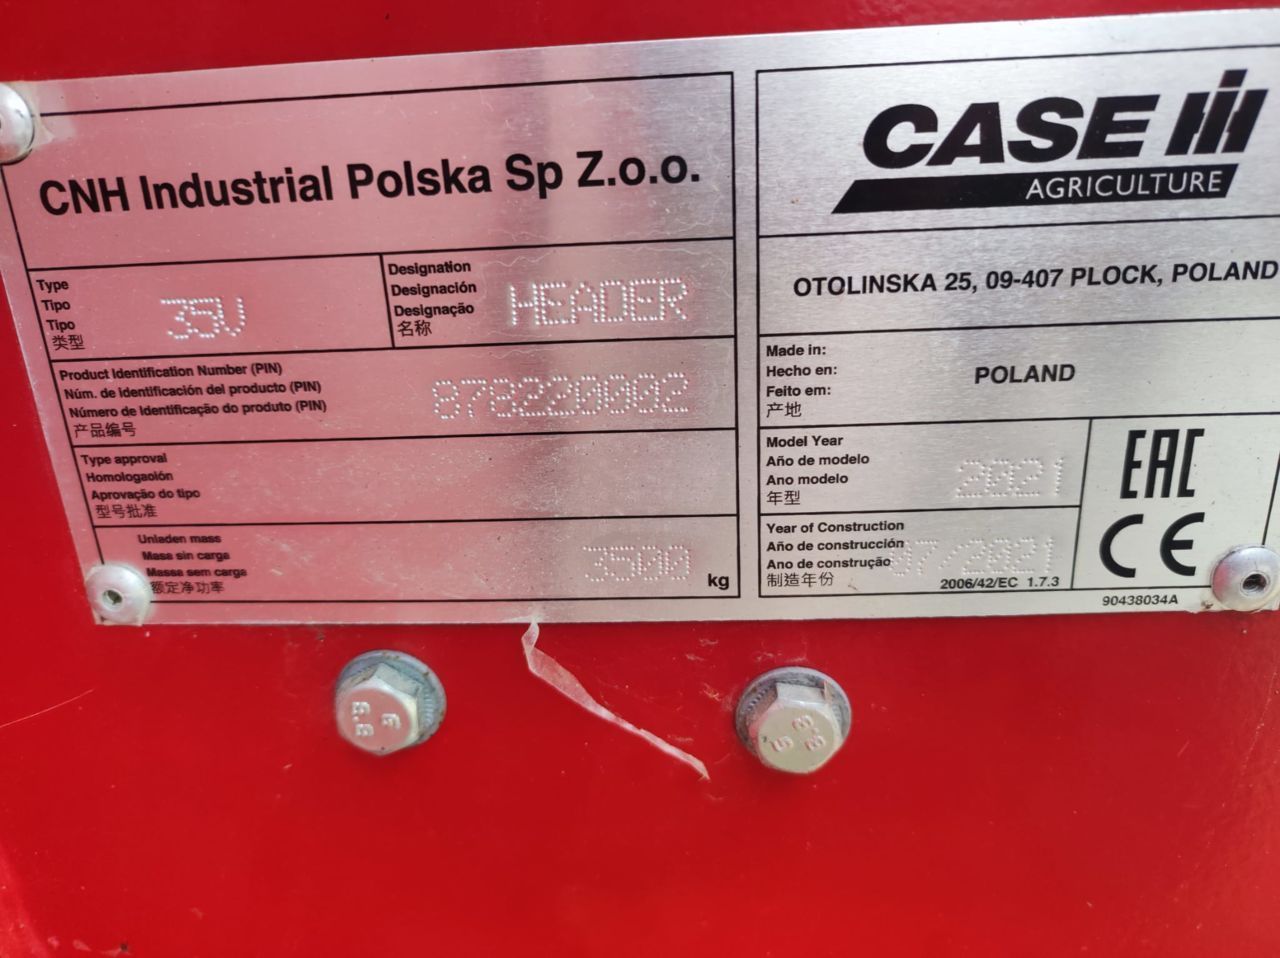 CNH Industrial Polska Sp Z.o.o.
Type
Tipo
Tipo
类型
35V
Designation
Designación
Designação
名称
HEADER
Product Identification Number (PIN)
Núm. de identificación del producto (PIN)
Número de Identificação do produto (PIN)
产品编号
878220002
Type approval
Homologación
Aprovação do tipo
型号批准
Unladen mass
Masa sin carga
Massa sem carga
额定净功率
3500
kg
CASE IH
AGRICULTURE
OTOLINSKA 25, 09-407 PLOCK, POLAND
Made in:
Hecho en:
Feito em:
产地
POLAND
Model Year
Año de modelo
Ano modelo
年型
2021
Year of Construction
Año de construcción
Ano de construção
制造年份
07/2021
2006/42/EC 1.7.3
EAC
CE
90438034A
8.8